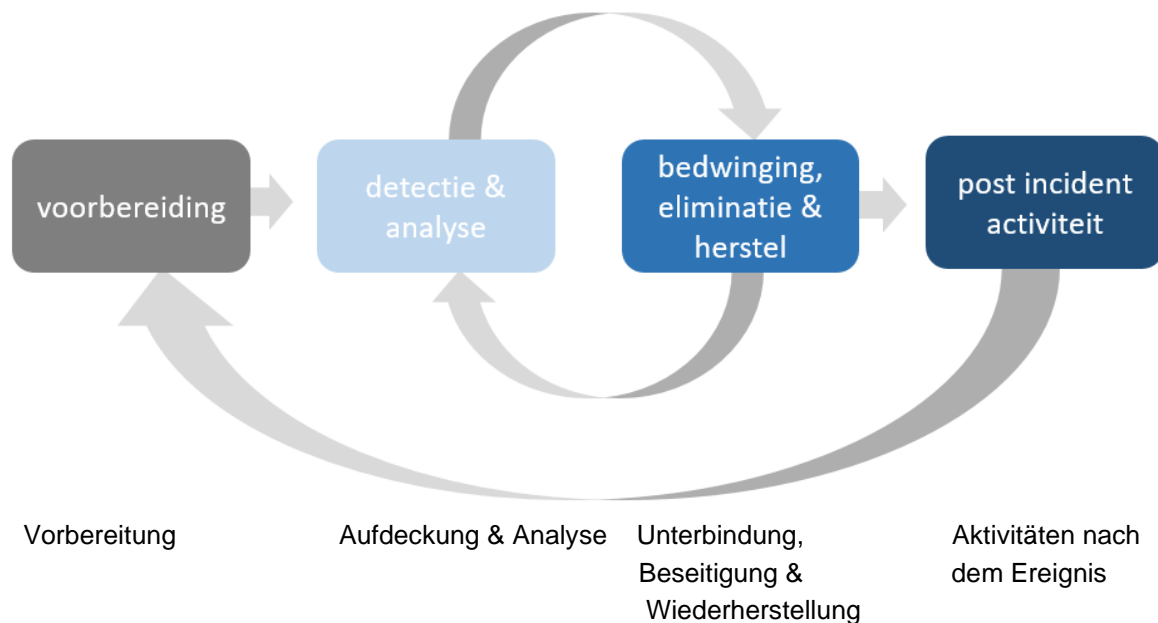 voorbereiding
detectie &
analyse
bedwinging,
eliminatie &
herstel
post incident
activiteit
Vorbereitung
Aufdeckung & Analyse
Unterbindung,
Beseitigung &
Wiederherstellung
Aktivitäten nach
dem Ereignis